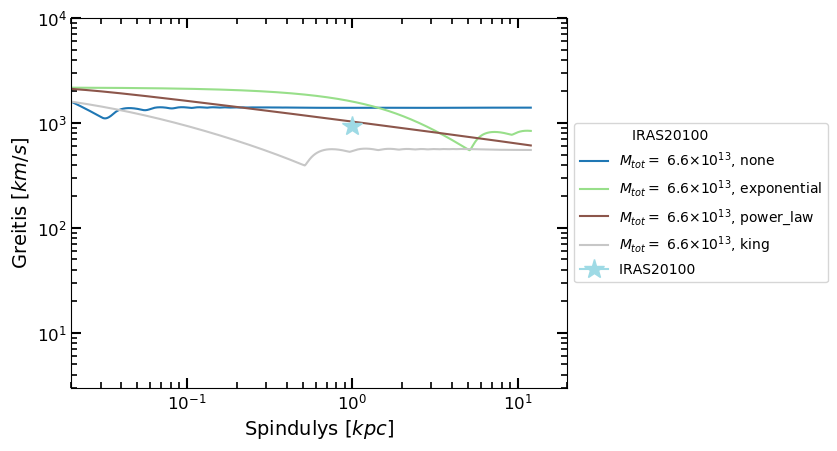 10^4
10^3
10^2
10^1
Greitis [km/s]
10^-1
10^0
10^1
Spindulys [kpc]
IRAS20100
M_tot = 6.6×10^13, none
M_tot = 6.6×10^13, exponential
M_tot = 6.6×10^13, power_law
M_tot = 6.6×10^13, king
IRAS20100